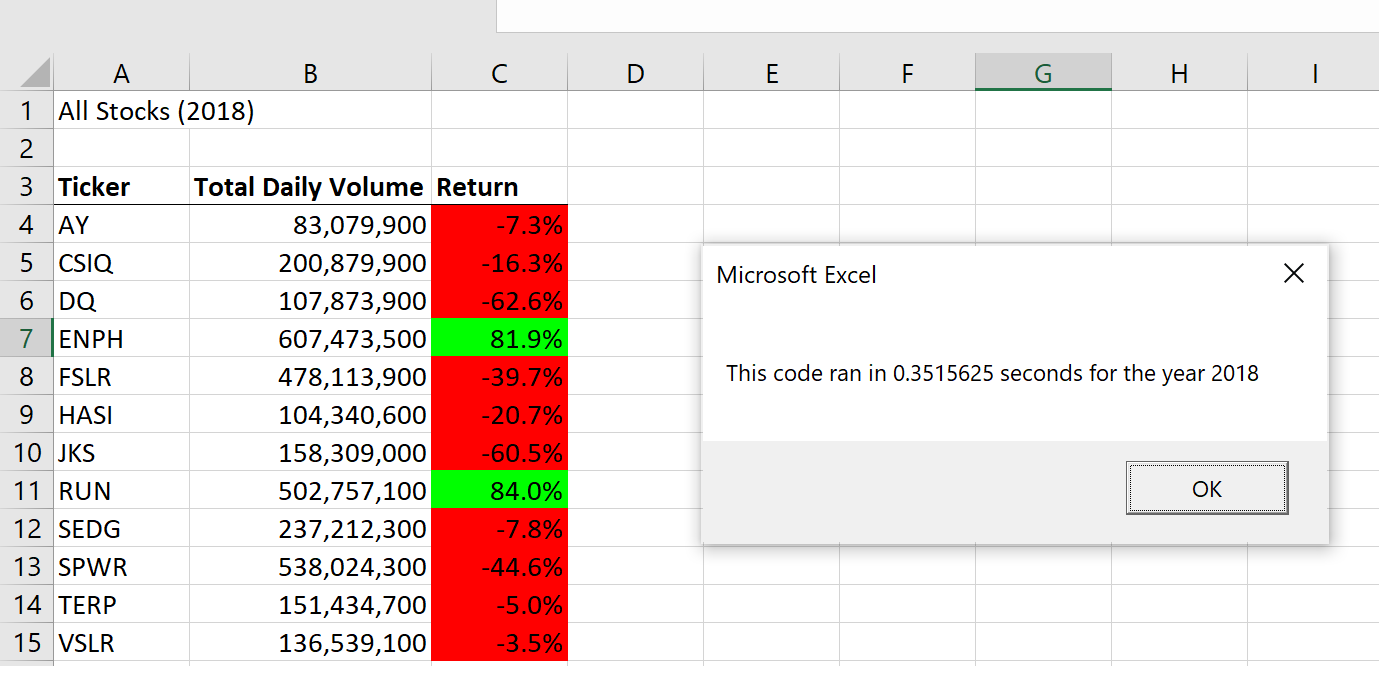 A B C D E F G H I
1 All Stocks (2018)
2
3 Ticker Total Daily Volume Return
4 AY 83,079,900 -7.3%
5 CSIQ 200,879,900 -16.3%
6 DQ 107,873,900 -62.6%
7 ENPH 607,473,500 81.9%
8 FSLR 478,113,900 -39.7%
9 HASI 104,340,600 -20.7%
10 JKS 158,309,000 -60.5%
11 RUN 502,757,100 84.0%
12 SEDG 237,212,300 -7.8%
13 SPWR 538,024,300 -44.6%
14 TERP 151,434,700 -5.0%
15 VSLR 136,539,100 -3.5%
Microsoft Excel
This code ran in 0.3515625 seconds for the year 2018
OK